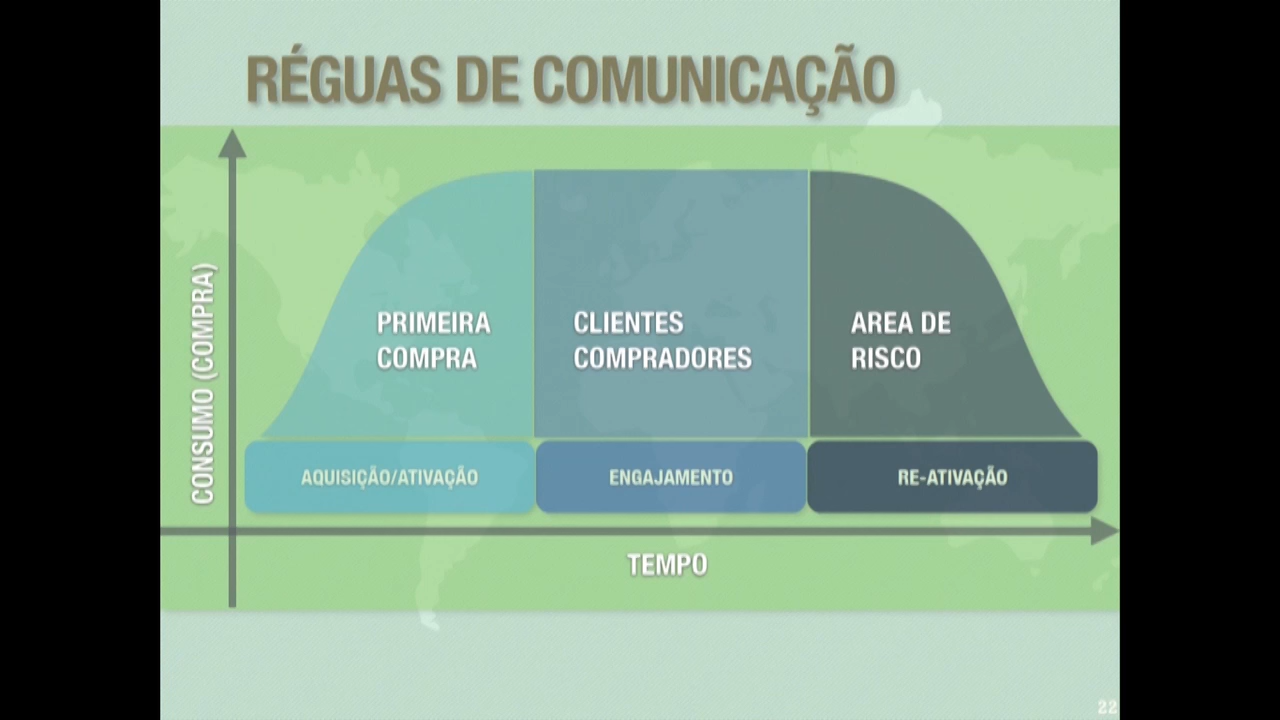 RÉGUAS DE COMUNICAÇÃO
CONSUMO (COMPRA)
PRIMEIRA
COMPRA
CLIENTES
COMPRADORES
AREA DE
RISCO
AQUISIÇÃO/ATIVAÇÃO
ENGAJAMENTO
RE-ATIVAÇÃO
TEMPO
22